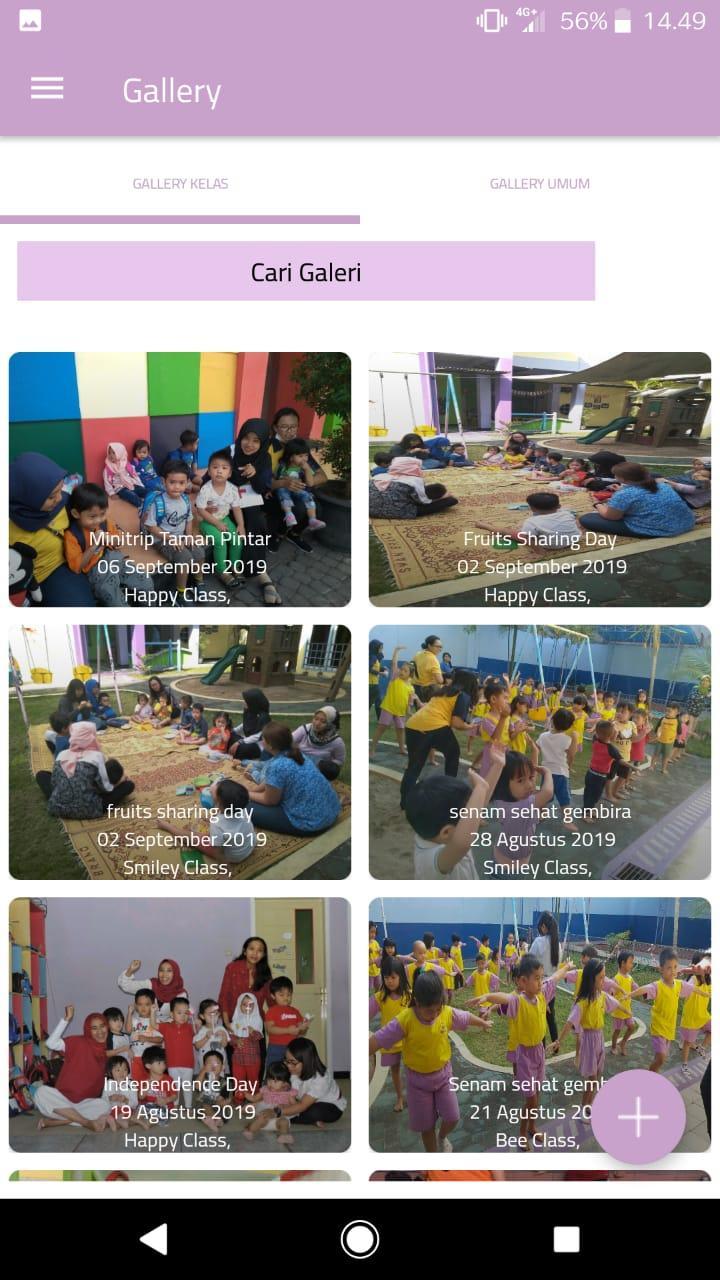 4G+ 56% 14.49
Gallery
GALLERY KELAS
GALLERY UMUM
Cari Galeri
Minitrip Taman Pintar
06 September 2019
Happy Class,
Fruits Sharing Day
02 September 2019
Happy Class,
fruits sharing day
02 September 2019
Smiley Class,
senam sehat gembira
28 Agustus 2019
Smiley Class,
Independence Day
19 Agustus 2019
Happy Class,
Senam sehat gemb
21 Agustus 20
Bee Class,